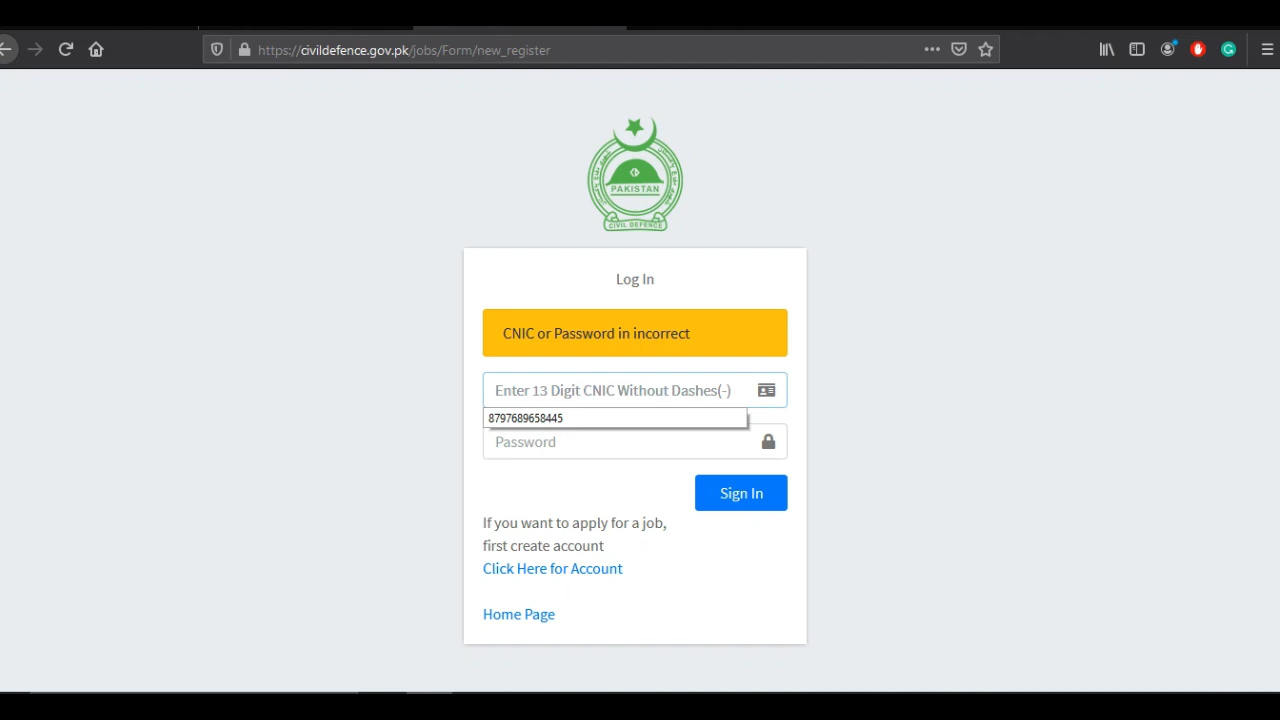 https://civildefence.gov.pk/jobs/Form/new_register
PAKISTAN
CIVIL DEFENCE
Log In
CNIC or Password in incorrect
Enter 13 Digit CNIC Without Dashes(-)
8797689658445
Password
Sign In
If you want to apply for a job,
first create account
Click Here for Account
Home Page